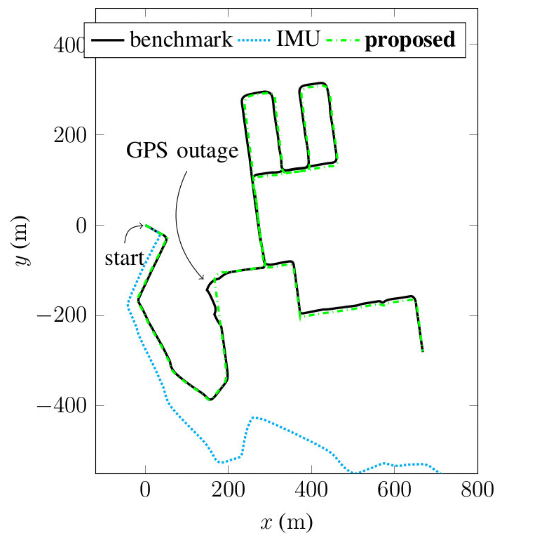 benchmark IMU proposed
400
200
0
−200
−400
GPS outage
start
y (m)
0 200 400 600 800
x (m)